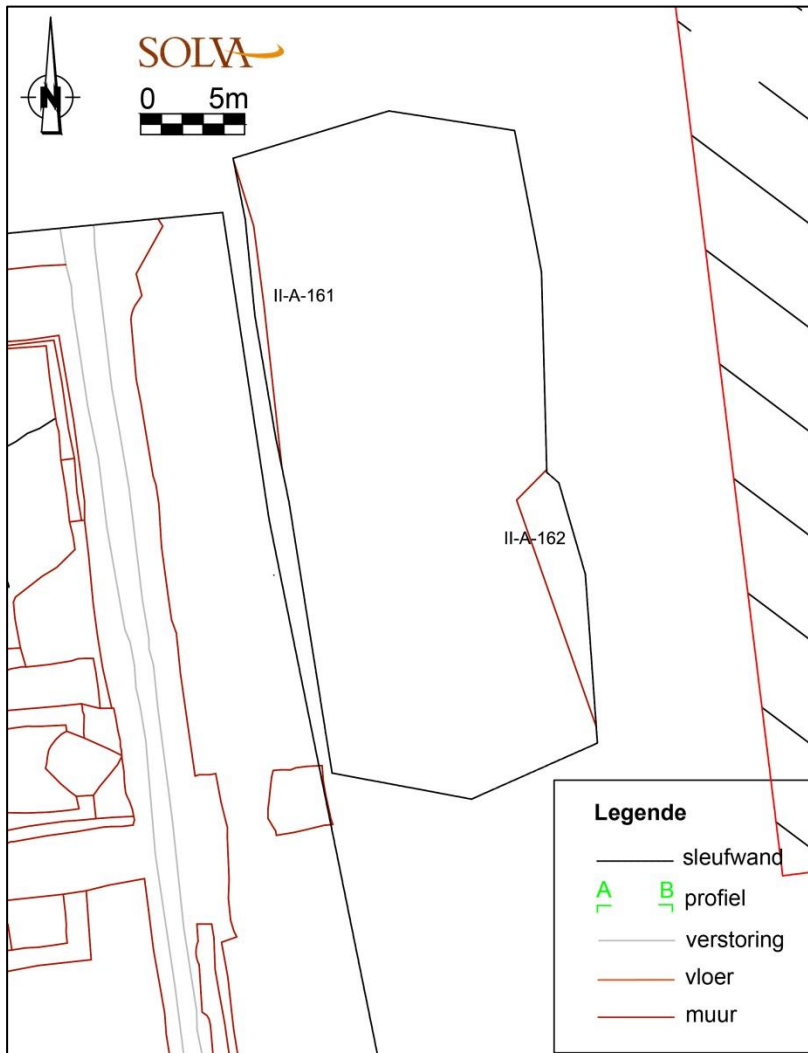 SOLVA
N
0 5m
II-A-161
II-A-162
Legende
sleufwand
A B profiel
verstoring
vloer
muur